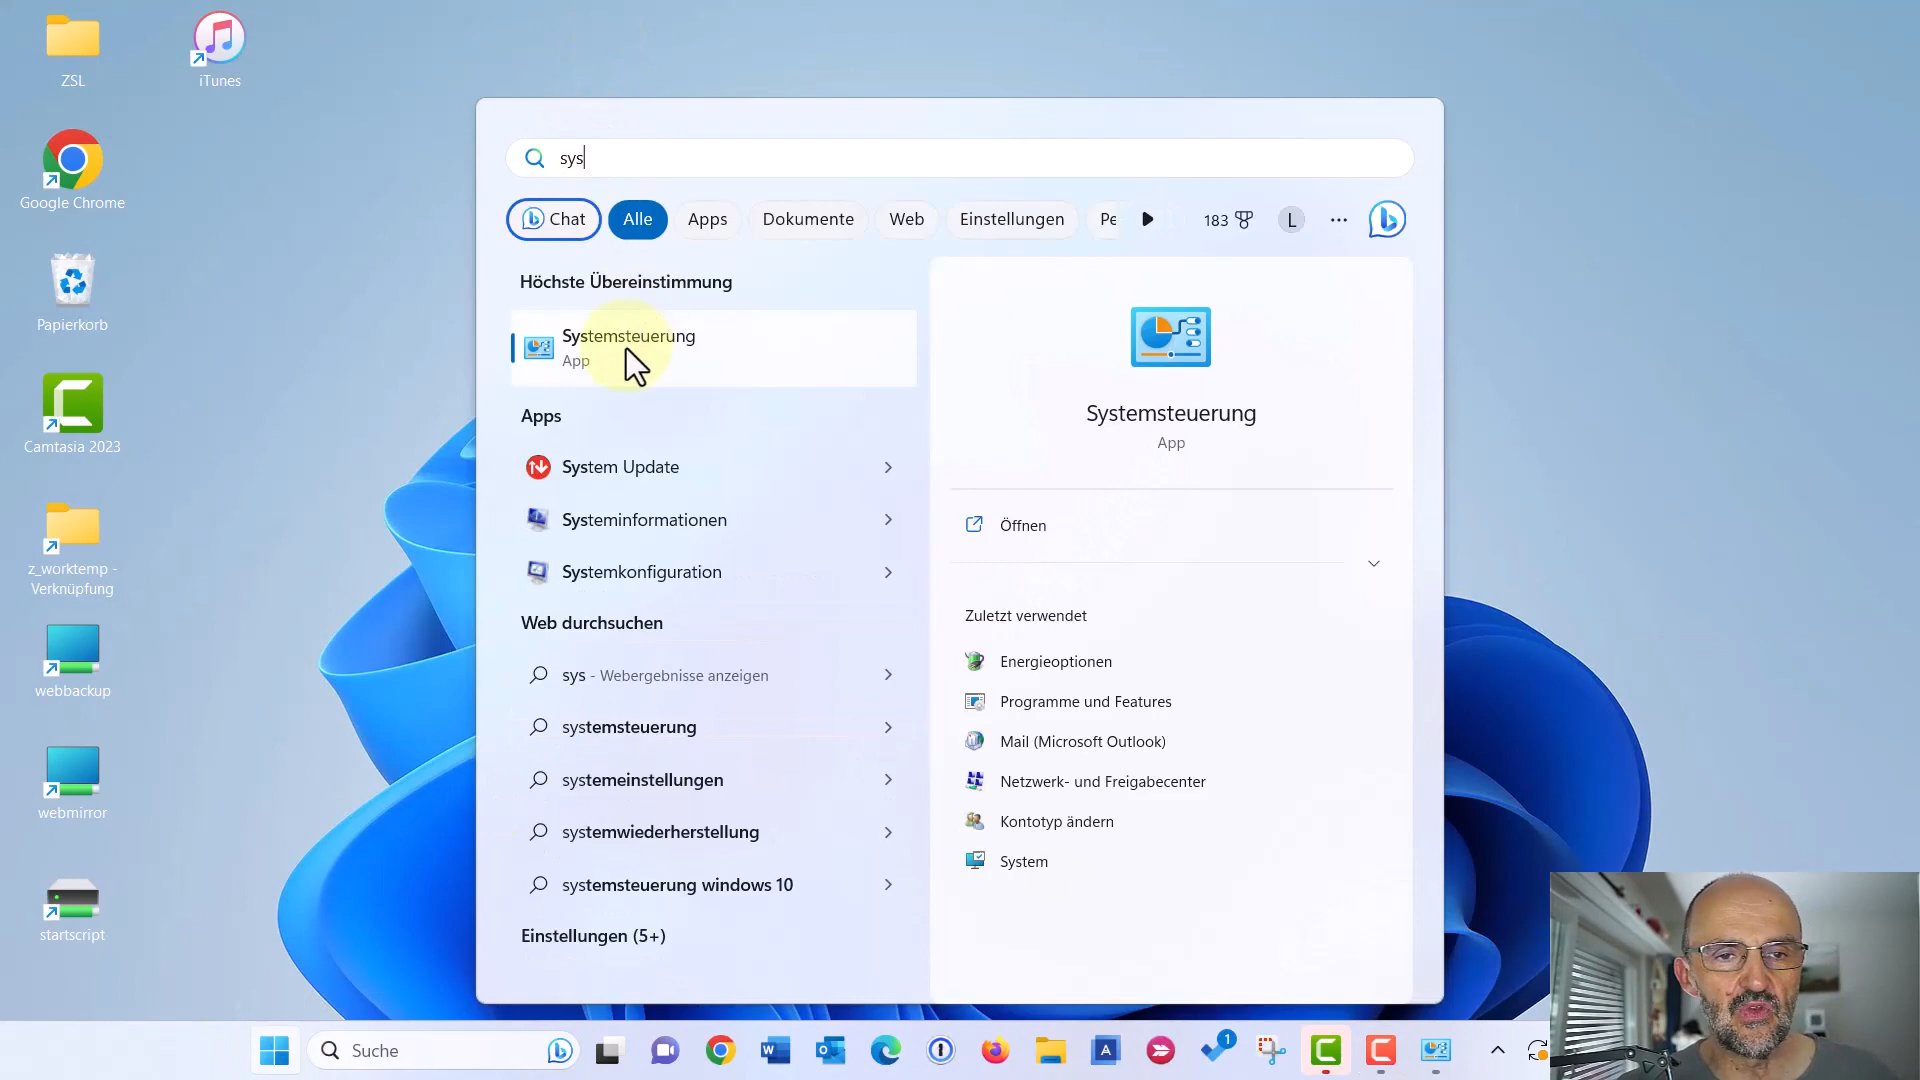 ZSL
iTunes
Google Chrome
Papierkorb
Camtasia 2023
z_worktemp -
Verknüpfung
webbackup
webmirror
startscript
sys
Chat
Alle
Apps
Dokumente
Web
Einstellungen
Pe
183
L
Höchste Übereinstimmung
Systemsteuerung
App
Apps
System Update
Systeminformationen
Systemkonfiguration
Web durchsuchen
sys - Webergebnisse anzeigen
systemsteuerung
systemeinstellungen
systemwiederherstellung
systemsteuerung windows 10
Einstellungen (5+)
Systemsteuerung
App
Öffnen
Zuletzt verwendet
Energieoptionen
Programme und Features
Mail (Microsoft Outlook)
Netzwerk- und Freigabecenter
Kontotyp ändern
System
Suche
1